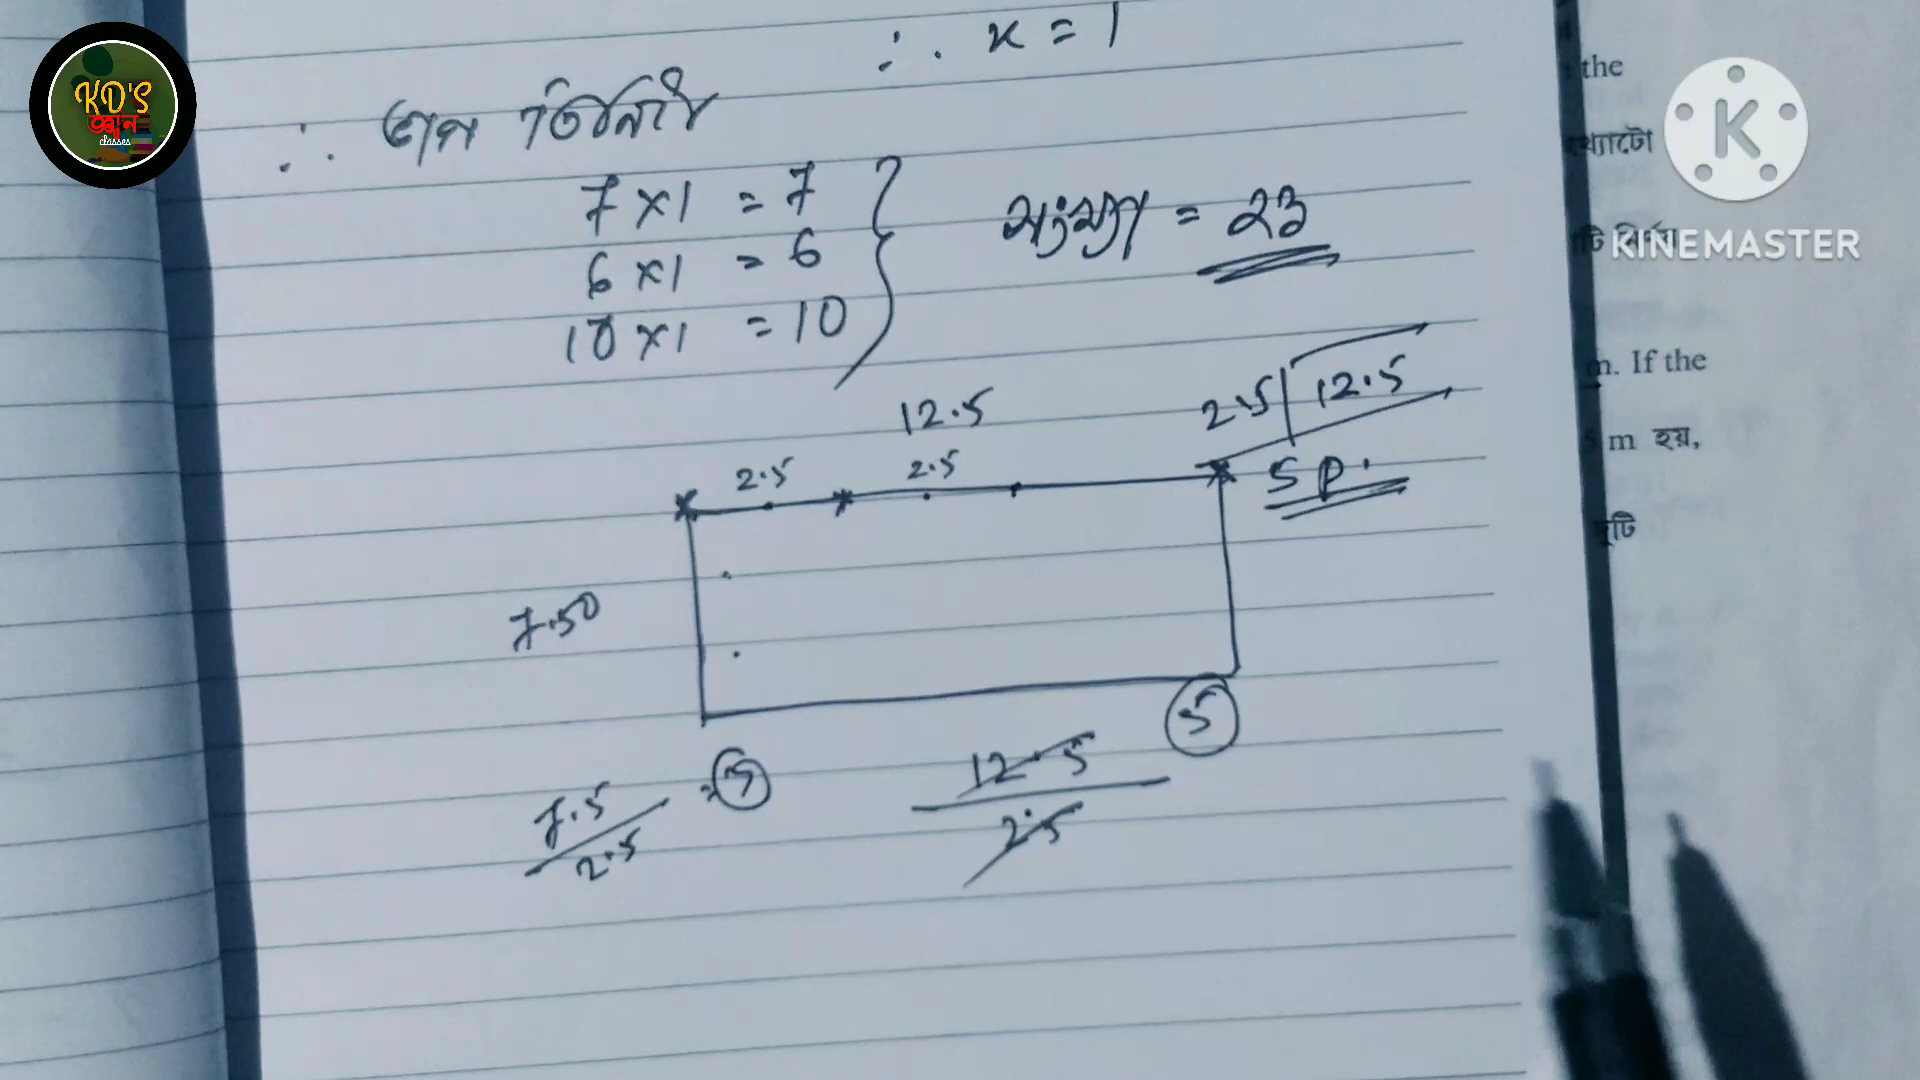 KD'S
জ্ঞান
classes
KINEMASTER
∴ x = 1
∴
7 x 1 = 7
6 x 1 = 6
10 x 1 = 10
সংখ্যা = 23
12.5
2.5 2.5
2.5 | 12.5
5 P.
7.50
5
7.5 / 2.5 =
12.5 / 2.5
the
m. If the
m হয়,